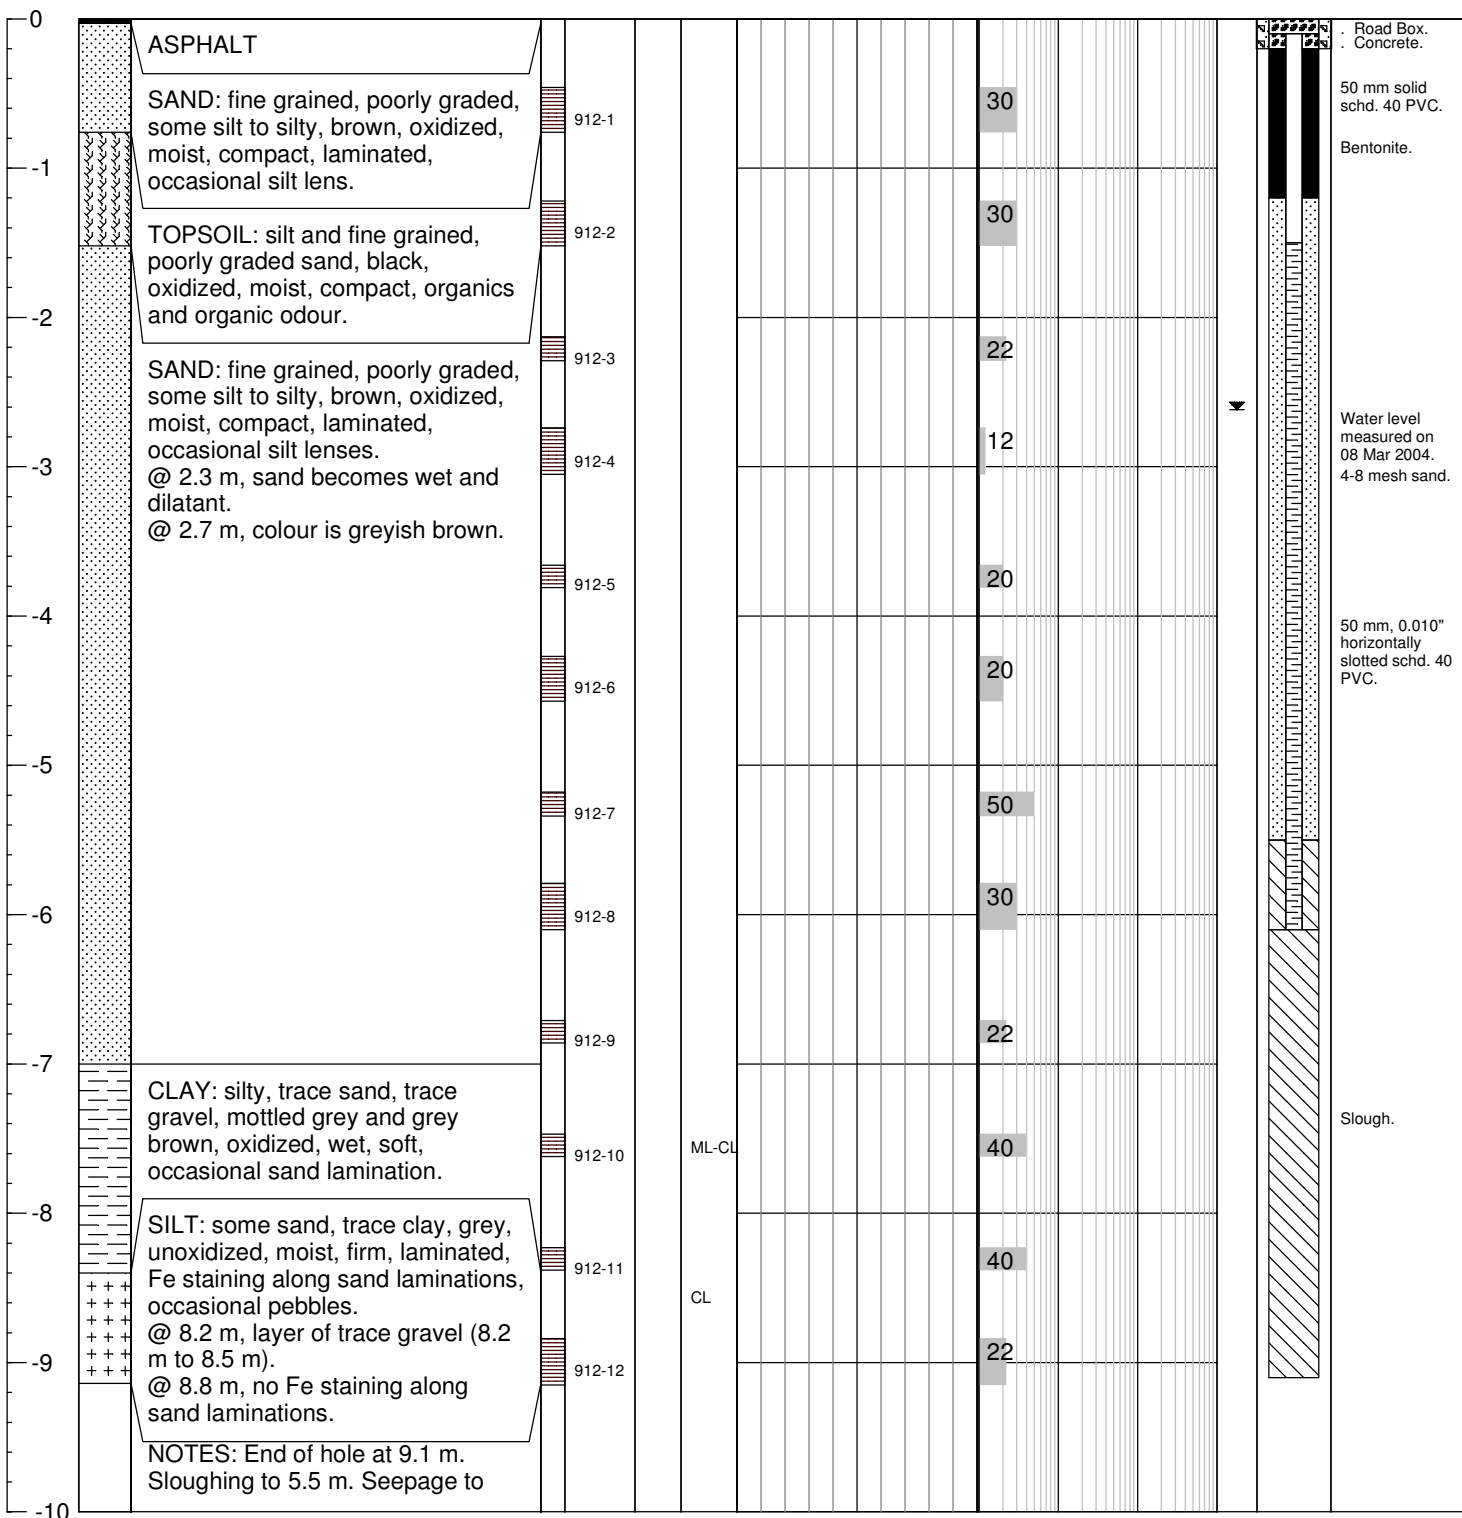 0
-1
-2
-3
-4
-5
-6
-7
-8
-9
-10
ASPHALT
SAND: fine grained, poorly graded,
some silt to silty, brown, oxidized,
moist, compact, laminated,
occasional silt lens.
TOPSOIL: silt and fine grained,
poorly graded sand, black,
oxidized, moist, compact, organics
and organic odour.
SAND: fine grained, poorly graded,
some silt to silty, brown, oxidized,
moist, compact, laminated,
occasional silt lenses.
@ 2.3 m, sand becomes wet and
dilatant.
@ 2.7 m, colour is greyish brown.
CLAY: silty, trace sand, trace
gravel, mottled grey and grey
brown, oxidized, wet, soft,
occasional sand lamination.
SILT: some sand, trace clay, grey,
unoxidized, moist, firm, laminated,
Fe staining along sand laminations,
occasional pebbles.
@ 8.2 m, layer of trace gravel (8.2
m to 8.5 m).
@ 8.8 m, no Fe staining along
sand laminations.
NOTES: End of hole at 9.1 m.
Sloughing to 5.5 m. Seepage to
912-1
912-2
912-3
912-4
912-5
912-6
912-7
912-8
912-9
912-10
912-11
912-12
ML-CL
CL
30
30
22
12
20
20
50
30
22
40
40
22
. Road Box.
. Concrete.
50 mm solid
schd. 40 PVC.
Bentonite.
Water level
measured on
08 Mar 2004.
4-8 mesh sand.
50 mm, 0.010"
horizontally
slotted schd. 40
PVC.
Slough.